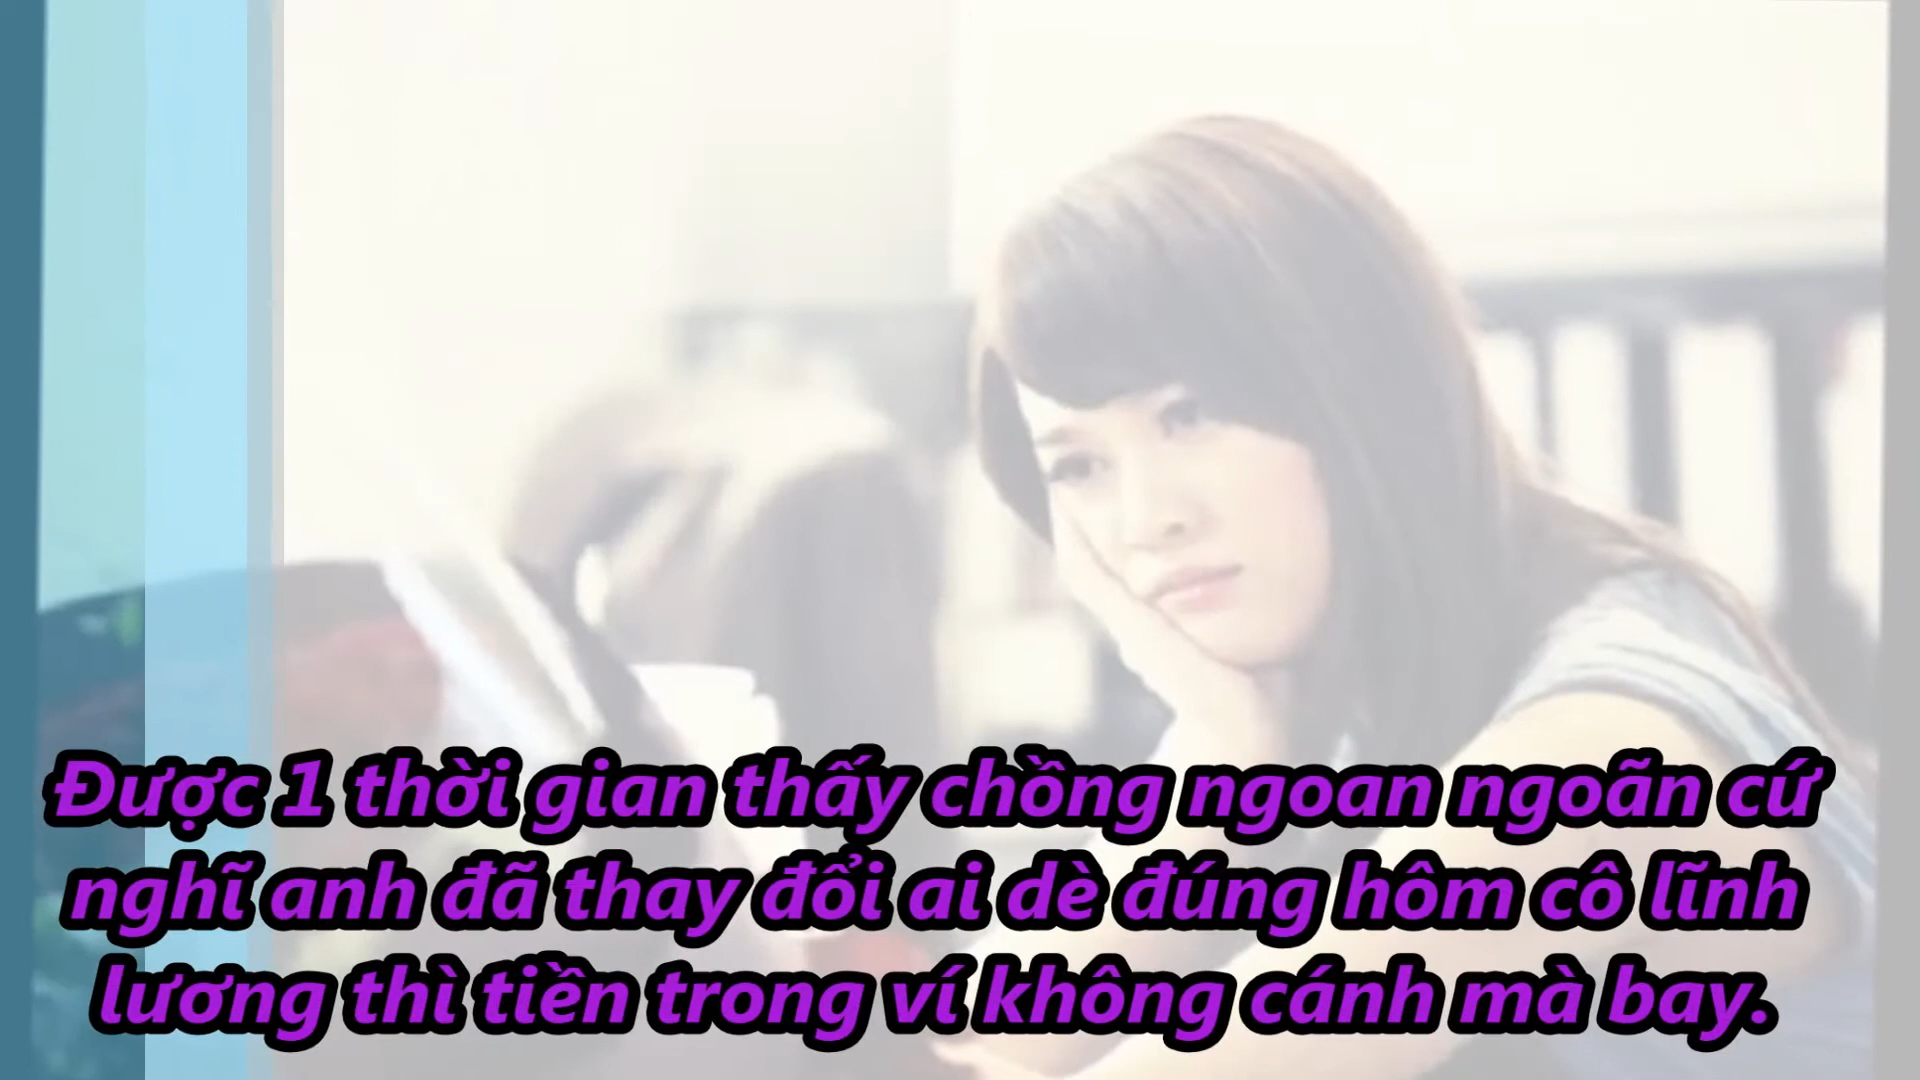 Được 1 thời gian thấy chồng ngoan ngoãn cứ
nghĩ anh đã thay đổi ai dè đúng hôm cô lĩnh
lương thì tiền trong ví không cánh mà bay.